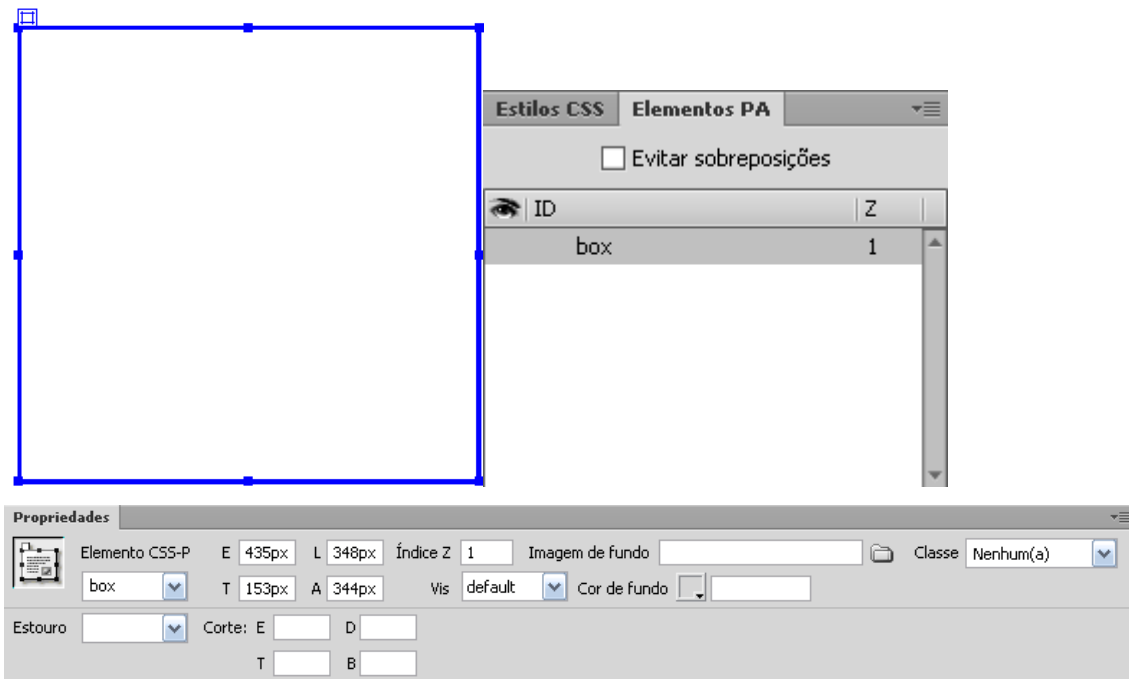 Estilos CSS Elementos PA
Evitar sobreposições
ID Z
box 1
Propriedades
Elemento CSS-P E 435px L 348px Índice Z 1 Imagem de fundo Classe Nenhum(a)
box T 153px A 344px Vis default Cor de fundo
Estouro Corte: E D
T B